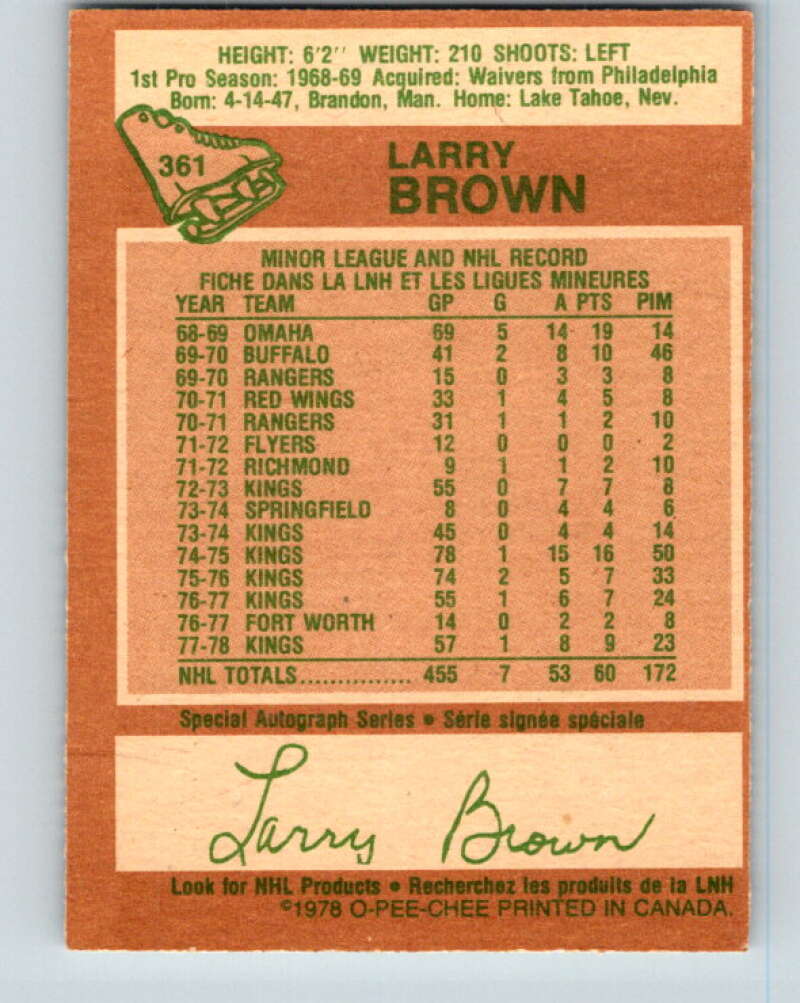 HEIGHT: 6'2'' WEIGHT: 210 SHOOTS: LEFT
1st Pro Season: 1968-69 Acquired: Waivers from Philadelphia
Born: 4-14-47, Brandon, Man. Home: Lake Tahoe, Nev.
361
LARRY
BROWN
MINOR LEAGUE AND NHL RECORD
FICHE DANS LA LNH ET LES LIGUES MINEURES
YEAR TEAM GP G A PTS PIM
68-69 OMAHA 69 5 14 19 14
69-70 BUFFALO 41 2 8 10 46
69-70 RANGERS 15 0 3 3 8
70-71 RED WINGS 33 1 4 5 8
70-71 RANGERS 31 1 1 2 10
71-72 FLYERS 12 0 0 0 2
71-72 RICHMOND 9 1 1 2 10
72-73 KINGS 55 0 7 7 8
73-74 SPRINGFIELD 8 0 4 4 6
73-74 KINGS 45 0 4 4 14
74-75 KINGS 78 1 15 16 50
75-76 KINGS 74 2 5 7 33
76-77 KINGS 55 1 6 7 24
76-77 FORT WORTH 14 0 2 2 8
77-78 KINGS 57 1 8 9 23
NHL TOTALS............... 455 7 53 60 172
Special Autograph Series • Série signée spéciale
Larry Brown
Look for NHL Products • Recherchez les produits de la LNH
©1978 O-PEE-CHEE PRINTED IN CANADA.